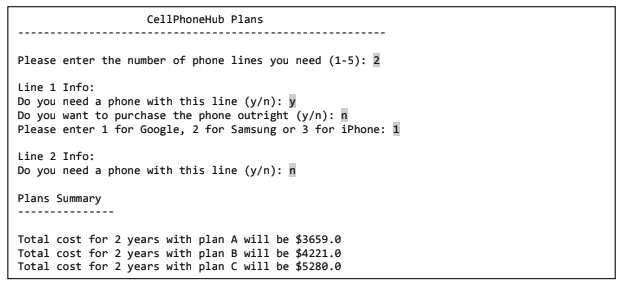 CellPhoneHub Plans
--------------------------------------------------------
Please enter the number of phone lines you need (1-5): 2
Line 1 Info:
Do you need a phone with this line (y/n): y
Do you want to purchase the phone outright (y/n): n
Please enter 1 for Google, 2 for Samsung or 3 for iPhone: 1
Line 2 Info:
Do you need a phone with this line (y/n): n
Plans Summary
---------------
Total cost for 2 years with plan A will be $3659.0
Total cost for 2 years with plan B will be $4221.0
Total cost for 2 years with plan C will be $5280.0